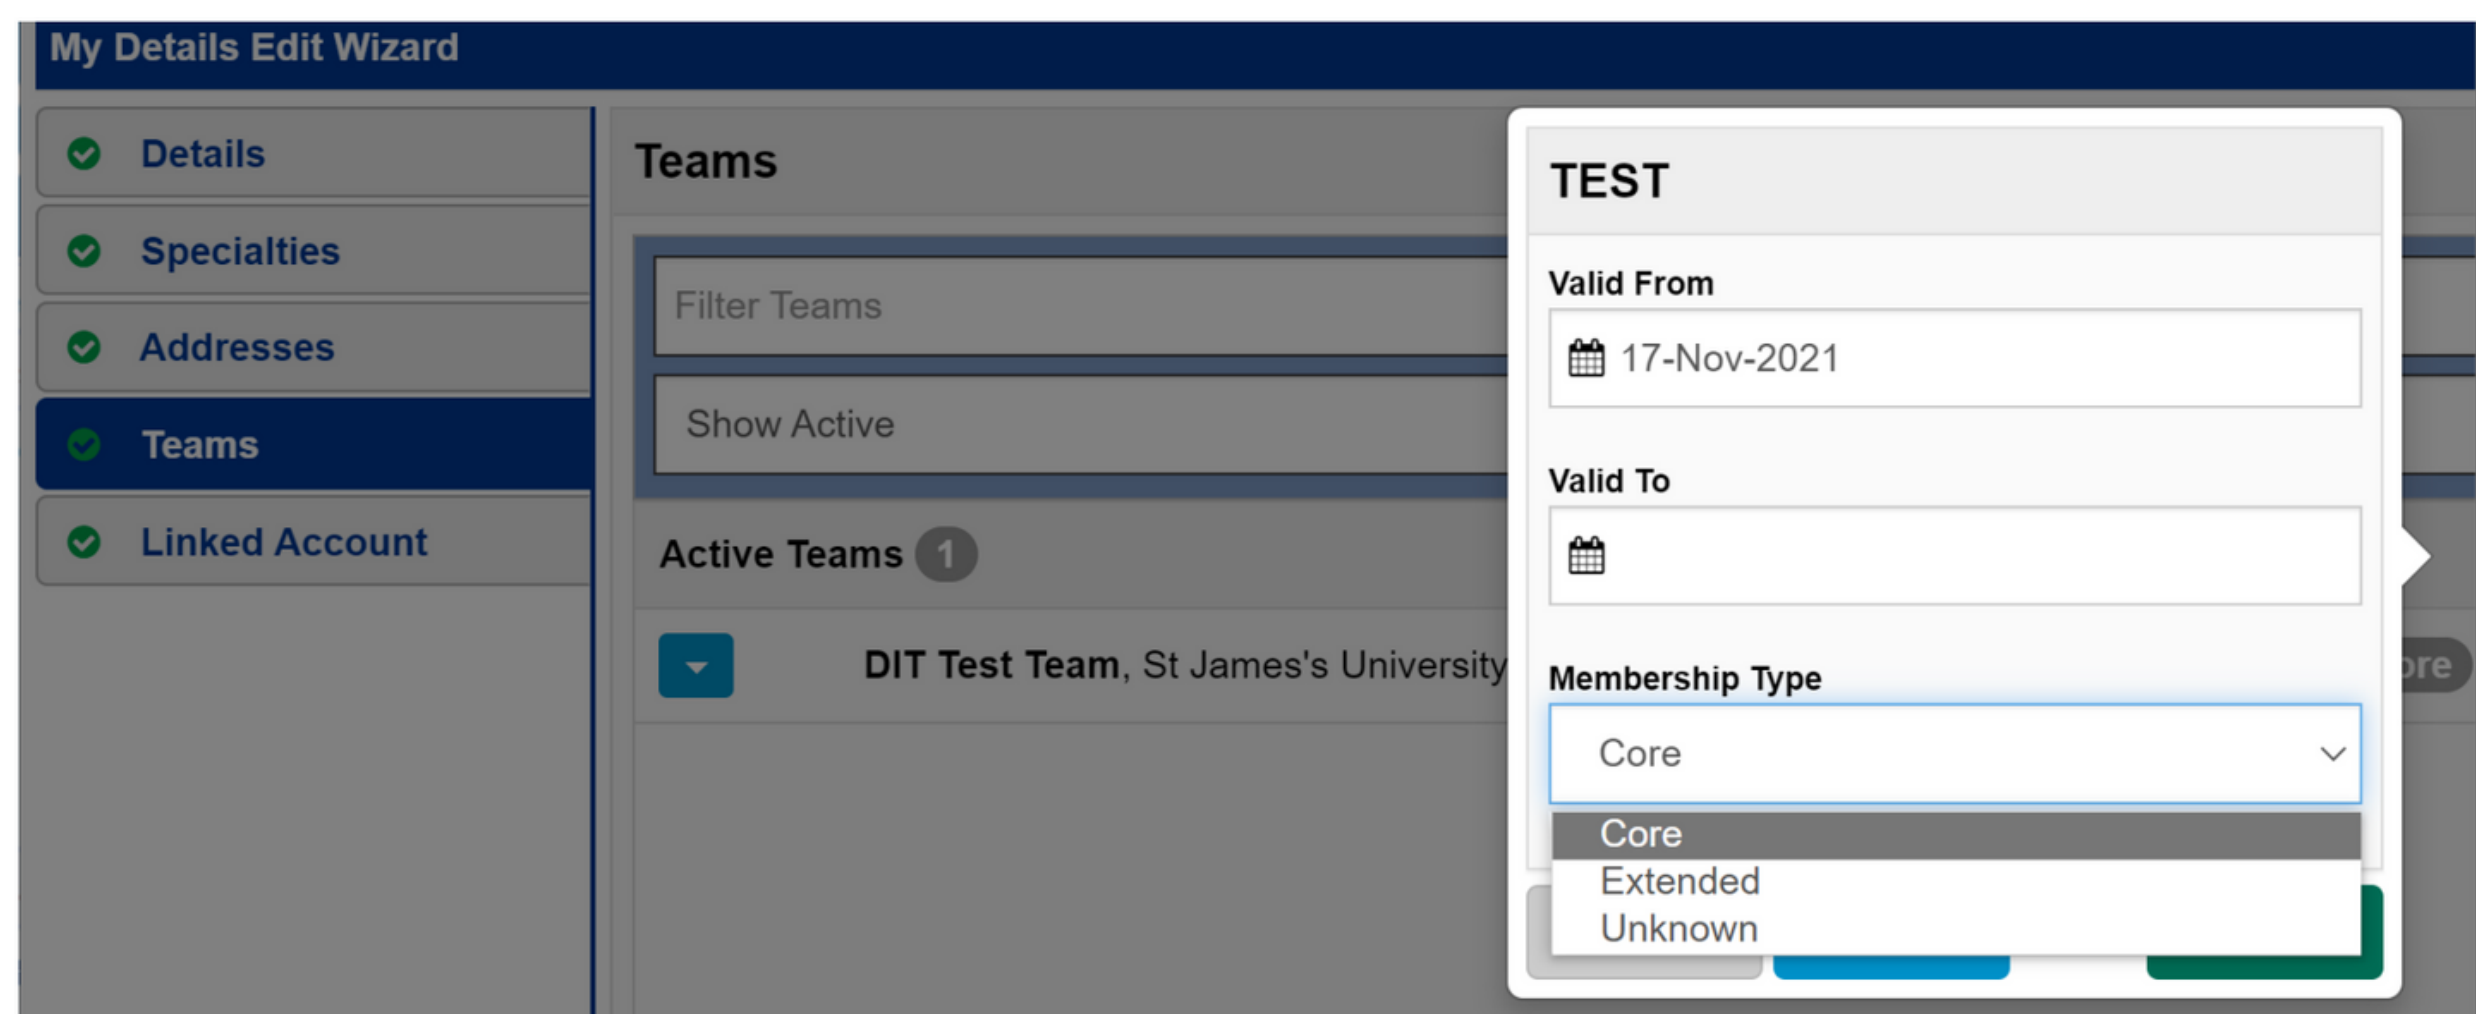 My Details Edit Wizard
Details
Specialties
Addresses
Teams
Linked Account
Teams
Filter Teams
Show Active
Active Teams 1
DIT Test Team, St James's University
TEST
Valid From
17-Nov-2021
Valid To
Membership Type
Core
Core
Extended
Unknown